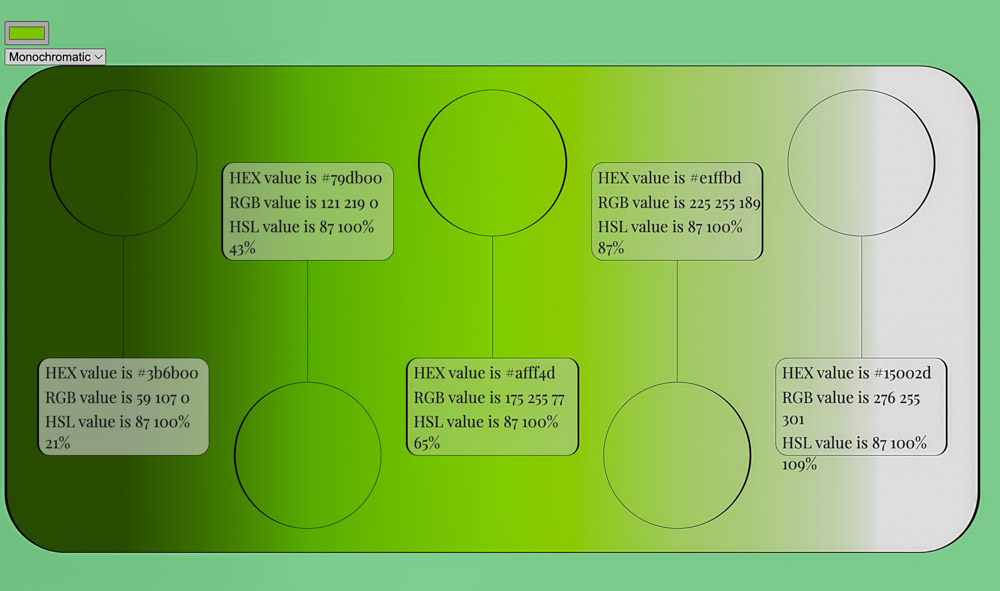 Monochromatic
HEX value is #79db00
RGB value is 121 219 0
HSL value is 87 100%
43%
HEX value is #e1ffbd
RGB value is 225 255 189
HSL value is 87 100%
87%
HEX value is #3b6b00
RGB value is 59 107 0
HSL value is 87 100%
21%
HEX value is #afff4d
RGB value is 175 255 77
HSL value is 87 100%
65%
HEX value is #15002d
RGB value is 276 255
301
HSL value is 87 100%
109%